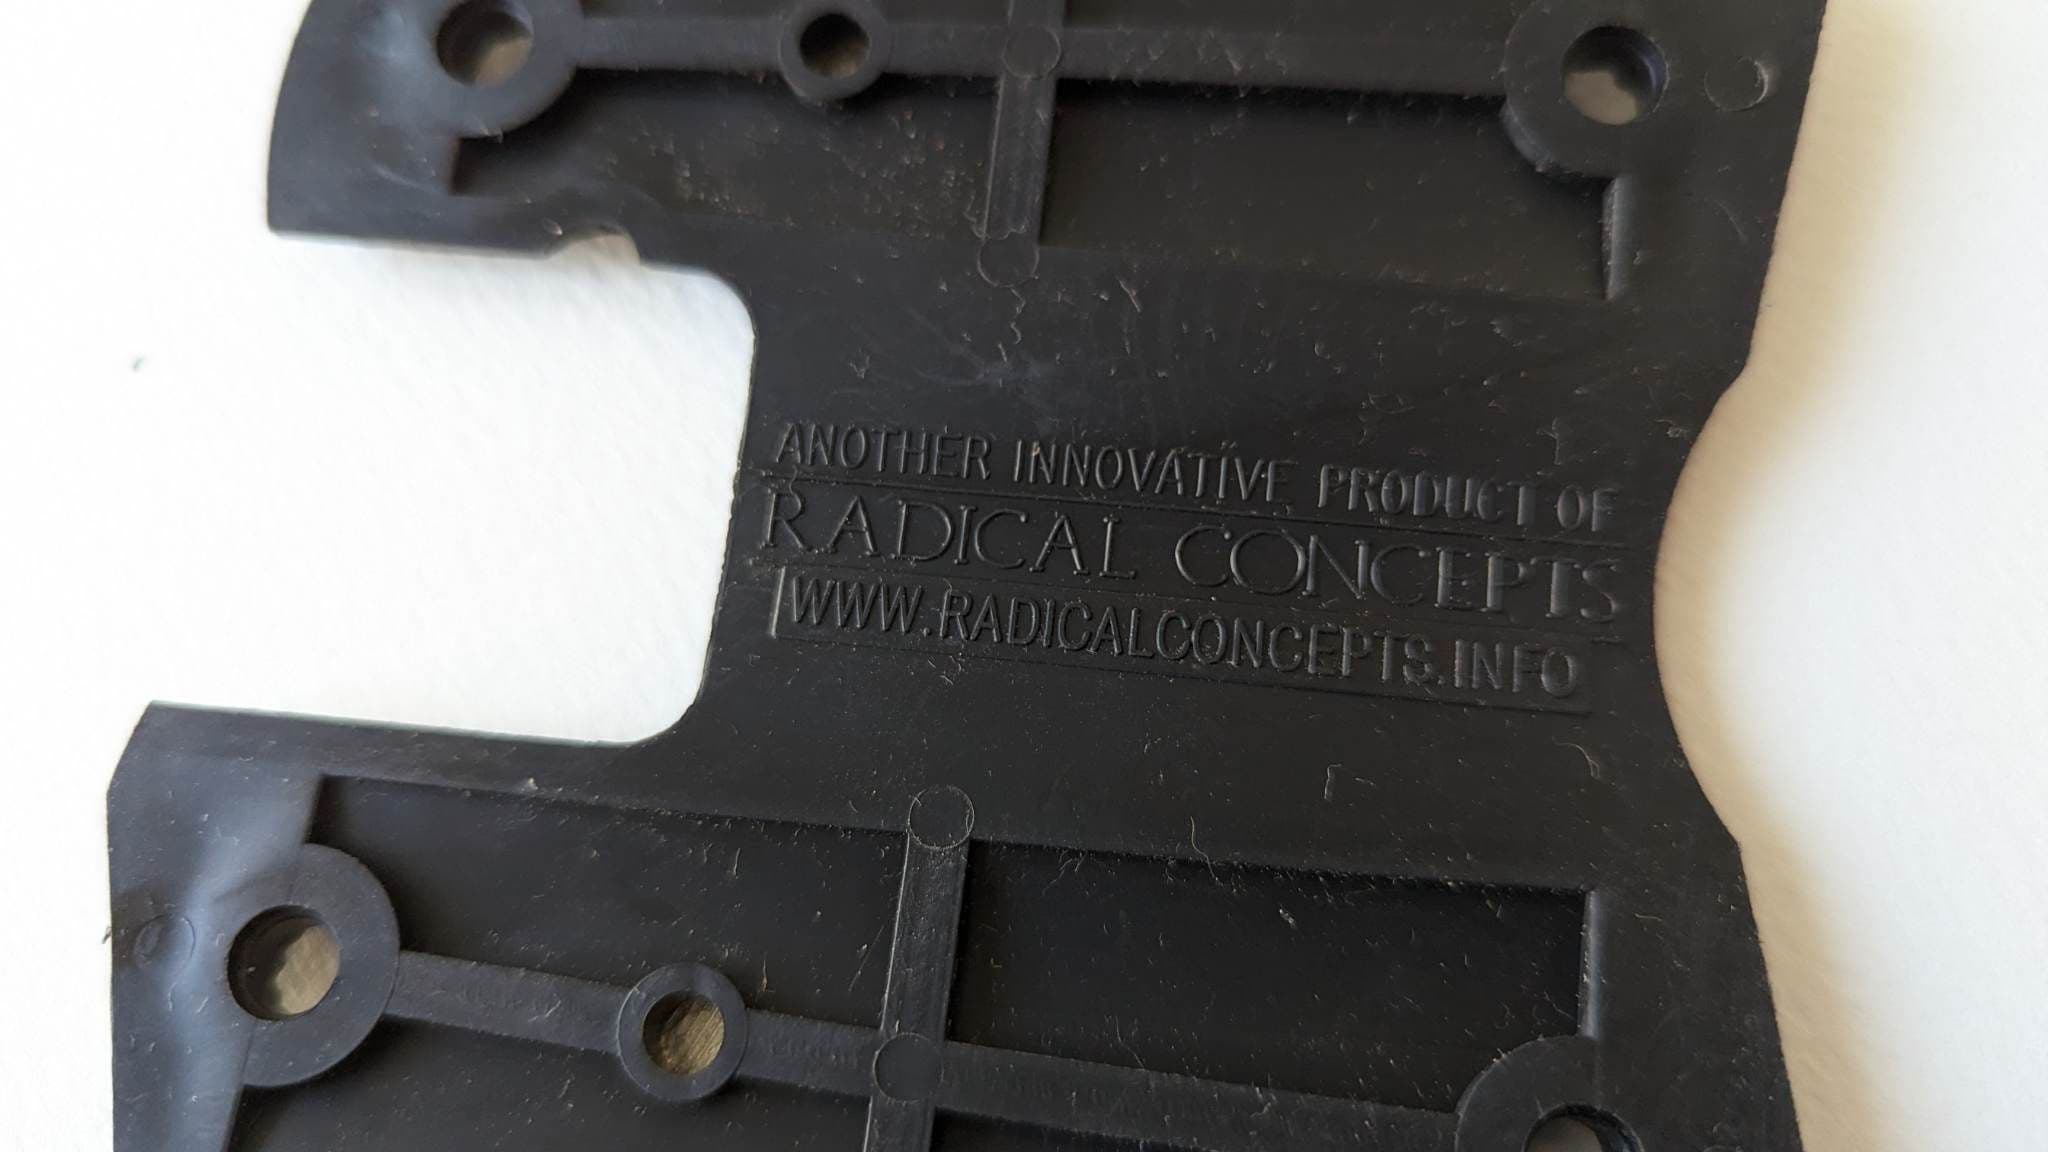 ANOTHER INNOVATIVE PRODUCT OF
RADICAL CONCEPTS
WWW.RADICALCONCEPTS.INFO